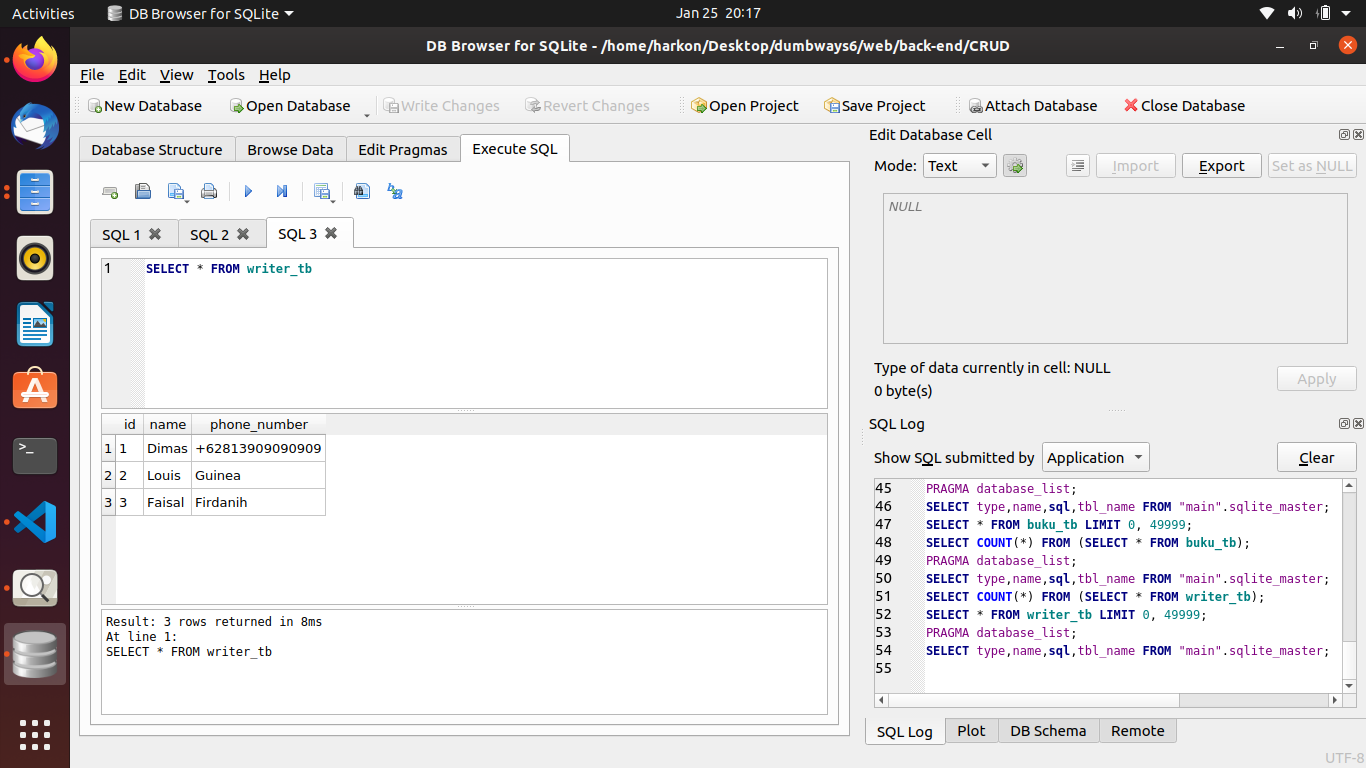 Activities DB Browser for SQLite Jan 25 20:17
DB Browser for SQLite - /home/harkon/Desktop/dumbways6/web/back-end/CRUD
File Edit View Tools Help
New Database Open Database Write Changes Revert Changes Open Project Save Project Attach Database Close Database
Database Structure Browse Data Edit Pragmas Execute SQL
SQL 1 SQL 2 SQL 3
1 SELECT * FROM writer_tb
id name phone_number
1 1 Dimas +62813909090909
2 2 Louis Guinea
3 3 Faisal Firdanih
Result: 3 rows returned in 8ms
At line 1:
SELECT * FROM writer_tb
Edit Database Cell
Mode: Text Import Export Set as NULL
NULL
Type of data currently in cell: NULL
0 byte(s)
Apply
SQL Log
Show SQL submitted by Application Clear
45 PRAGMA database_list;
46 SELECT type,name,sql,tbl_name FROM "main".sqlite_master;
47 SELECT * FROM buku_tb LIMIT 0, 49999;
48 SELECT COUNT(*) FROM (SELECT * FROM buku_tb);
49 PRAGMA database_list;
50 SELECT type,name,sql,tbl_name FROM "main".sqlite_master;
51 SELECT COUNT(*) FROM (SELECT * FROM writer_tb);
52 SELECT * FROM writer_tb LIMIT 0, 49999;
53 PRAGMA database_list;
54 SELECT type,name,sql,tbl_name FROM "main".sqlite_master;
55
SQL Log Plot DB Schema Remote
UTF-8